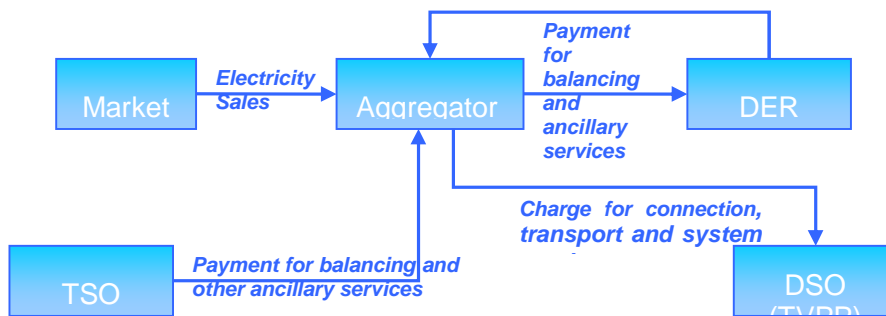 Payment
for
balancing
and
ancillary
services
Electricity
Sales
Market
Aggregator
DER
Charge for connection,
transport and system
Payment for balancing and
other ancillary services
TSO
DSO
(TVPP)